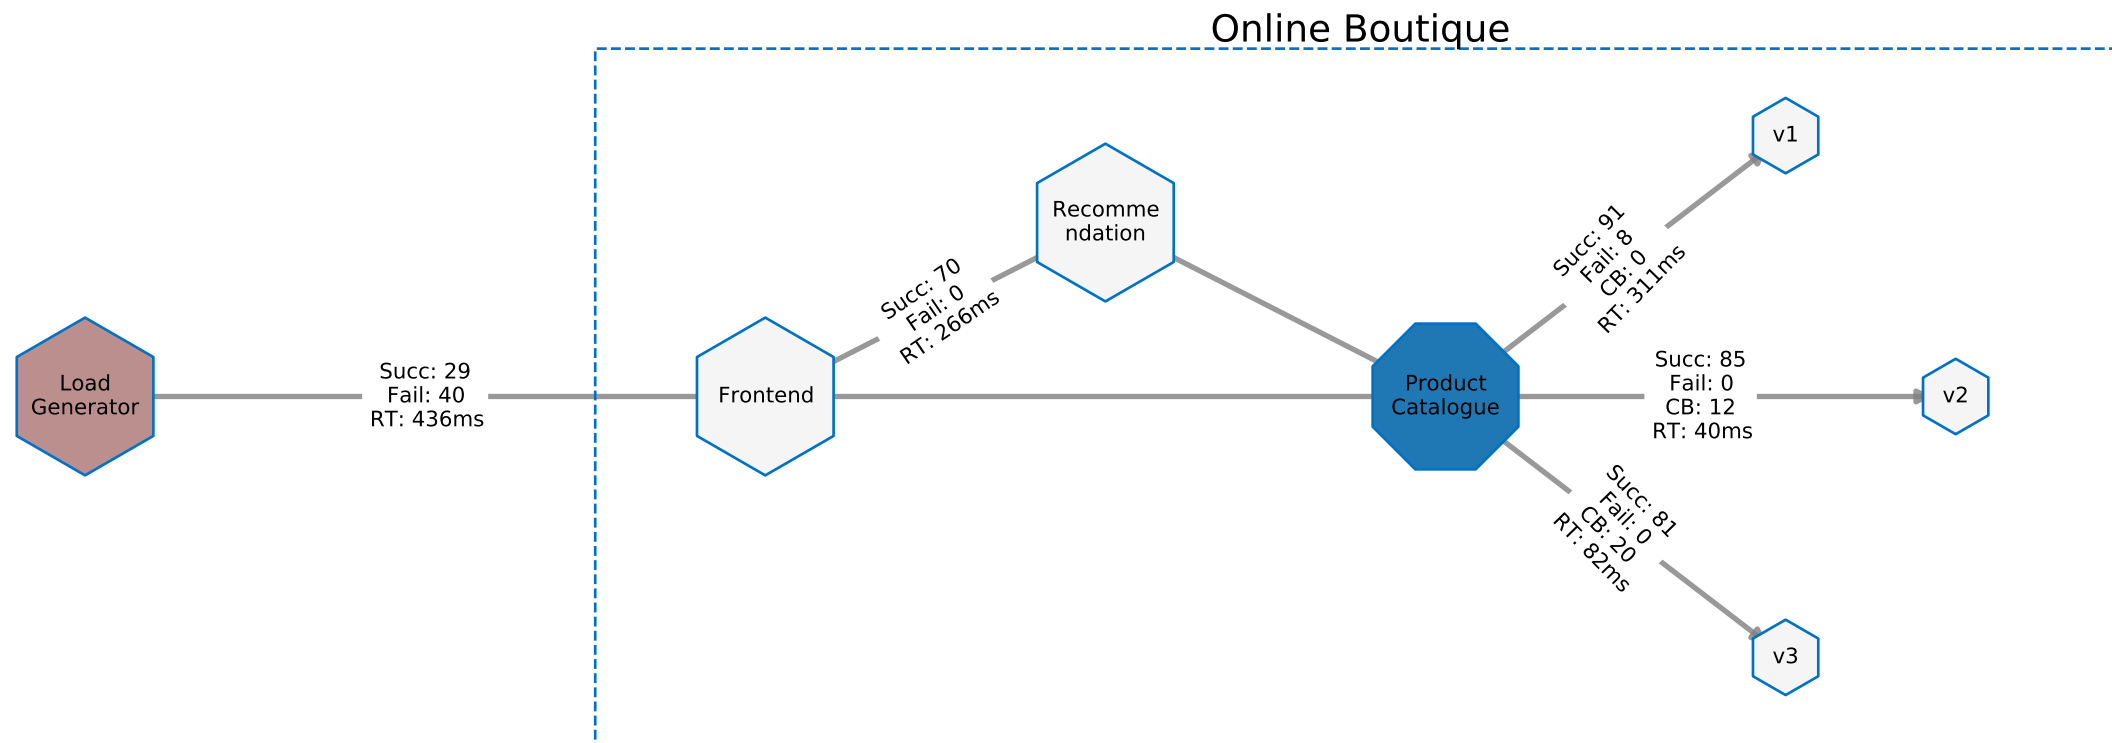 Online Boutique
Load
Generator
Succ: 29
Fail: 40
RT: 436ms
Frontend
Succ: 70
Fail: 0
RT: 266ms
Recomme
ndation
Product
Catalogue
Succ: 91
Fail: 8
CB: 0
RT: 311ms
v1
Succ: 85
Fail: 0
CB: 12
RT: 40ms
v2
Succ: 81
Fail: 0
CB: 20
RT: 82ms
v3